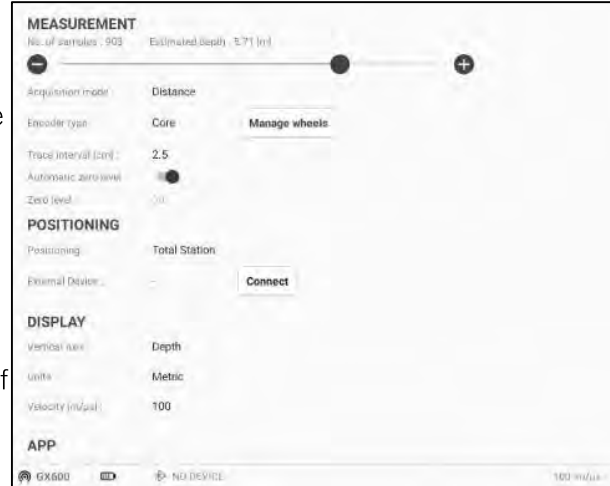 MEASUREMENT
No. of samples : 903 Estimated depth : 5.71 [m]
Acquisition mode : Distance
e
Encoder type : Core Manage wheels
Trace interval [cm] : 2.5
Automatic zero level
Zero level :
POSITIONING
Positioning : Total Station
External Device : - Connect
DISPLAY
Vertical axis : Depth
f
Units : Metric
Velocity [m/µs] : 100
APP
GX600 NO DEVICE 100 m/µs